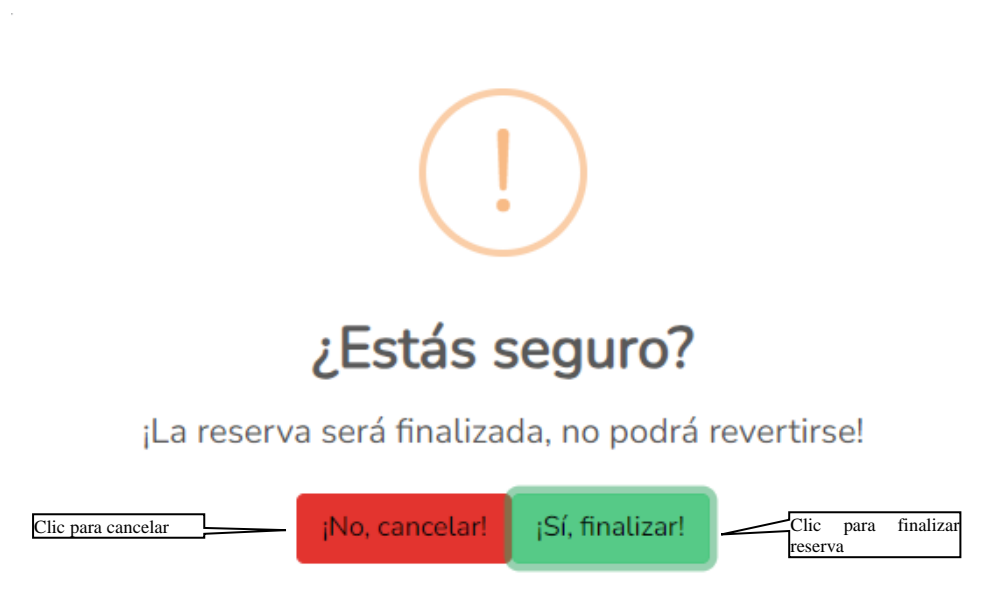 !
¿Estás seguro?
¡La reserva será finalizada, no podrá revertirse!
Clic para cancelar
¡No, cancelar!
¡Sí, finalizar!
Clic para finalizar
reserva